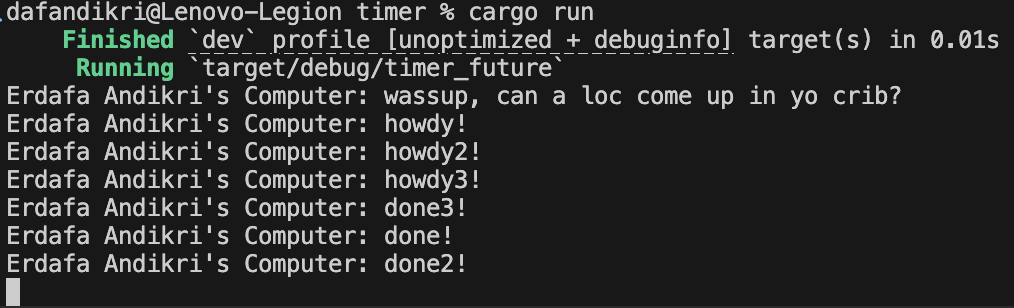 dafandikri@Lenovo-Legion timer % cargo run
Finished `dev` profile [unoptimized + debuginfo] target(s) in 0.01s
Running `target/debug/timer_future`
Erdafa Andikri's Computer: wassup, can a loc come up in yo crib?
Erdafa Andikri's Computer: howdy!
Erdafa Andikri's Computer: howdy2!
Erdafa Andikri's Computer: howdy3!
Erdafa Andikri's Computer: done3!
Erdafa Andikri's Computer: done!
Erdafa Andikri's Computer: done2!